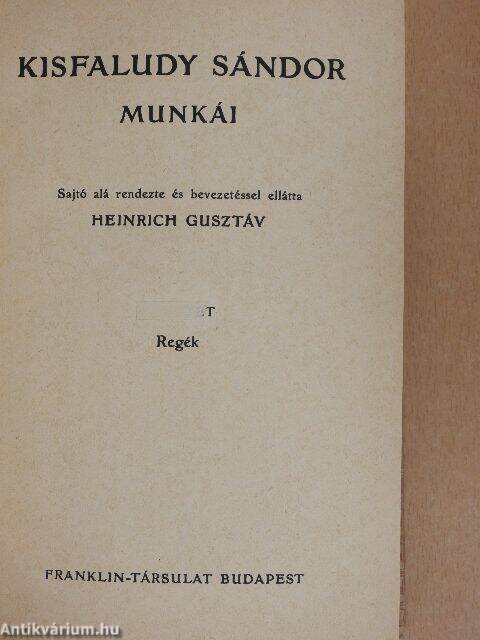 KISFALUDY SÁNDOR
MUNKÁI
Sajtó alá rendezte és bevezetéssel ellátta
HEINRICH GUSZTÁV
Regék
FRANKLIN-TÁRSULAT BUDAPEST
Antikvárium.hu